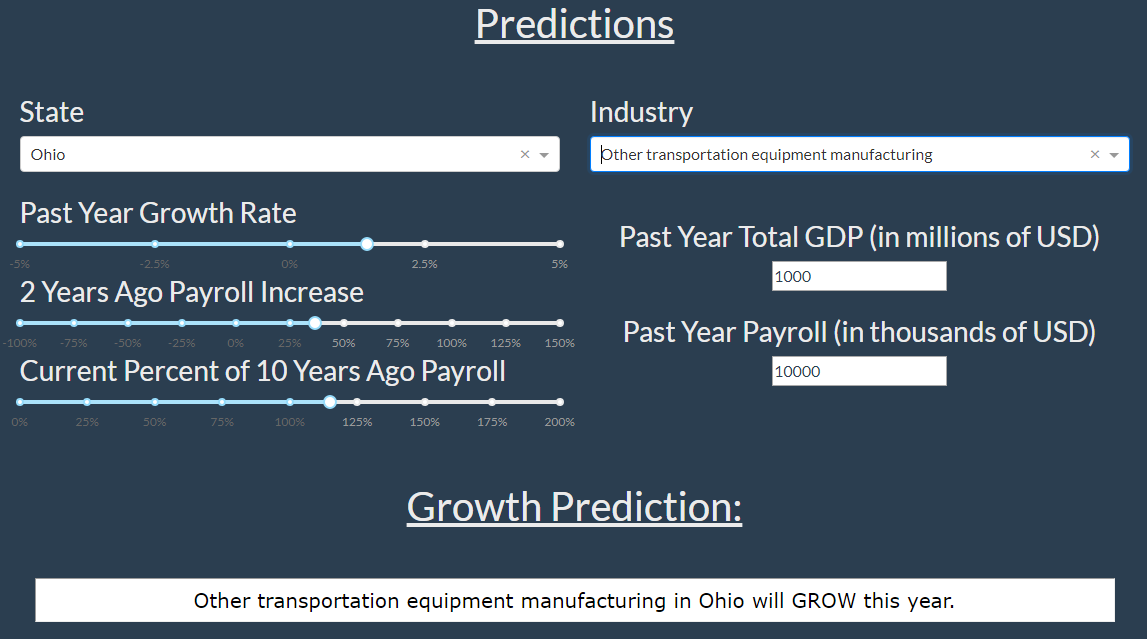 Predictions
State
Industry
Ohio
Other transportation equipment manufacturing
Past Year Growth Rate
-5% -2.5% 0% 2.5% 5%
2 Years Ago Payroll Increase
-100% -75% -50% -25% 0% 25% 50% 75% 100% 125% 150%
Current Percent of 10 Years Ago Payroll
0% 25% 50% 75% 100% 125% 150% 175% 200%
Past Year Total GDP (in millions of USD)
1000
Past Year Payroll (in thousands of USD)
10000
Growth Prediction:
Other transportation equipment manufacturing in Ohio will GROW this year.